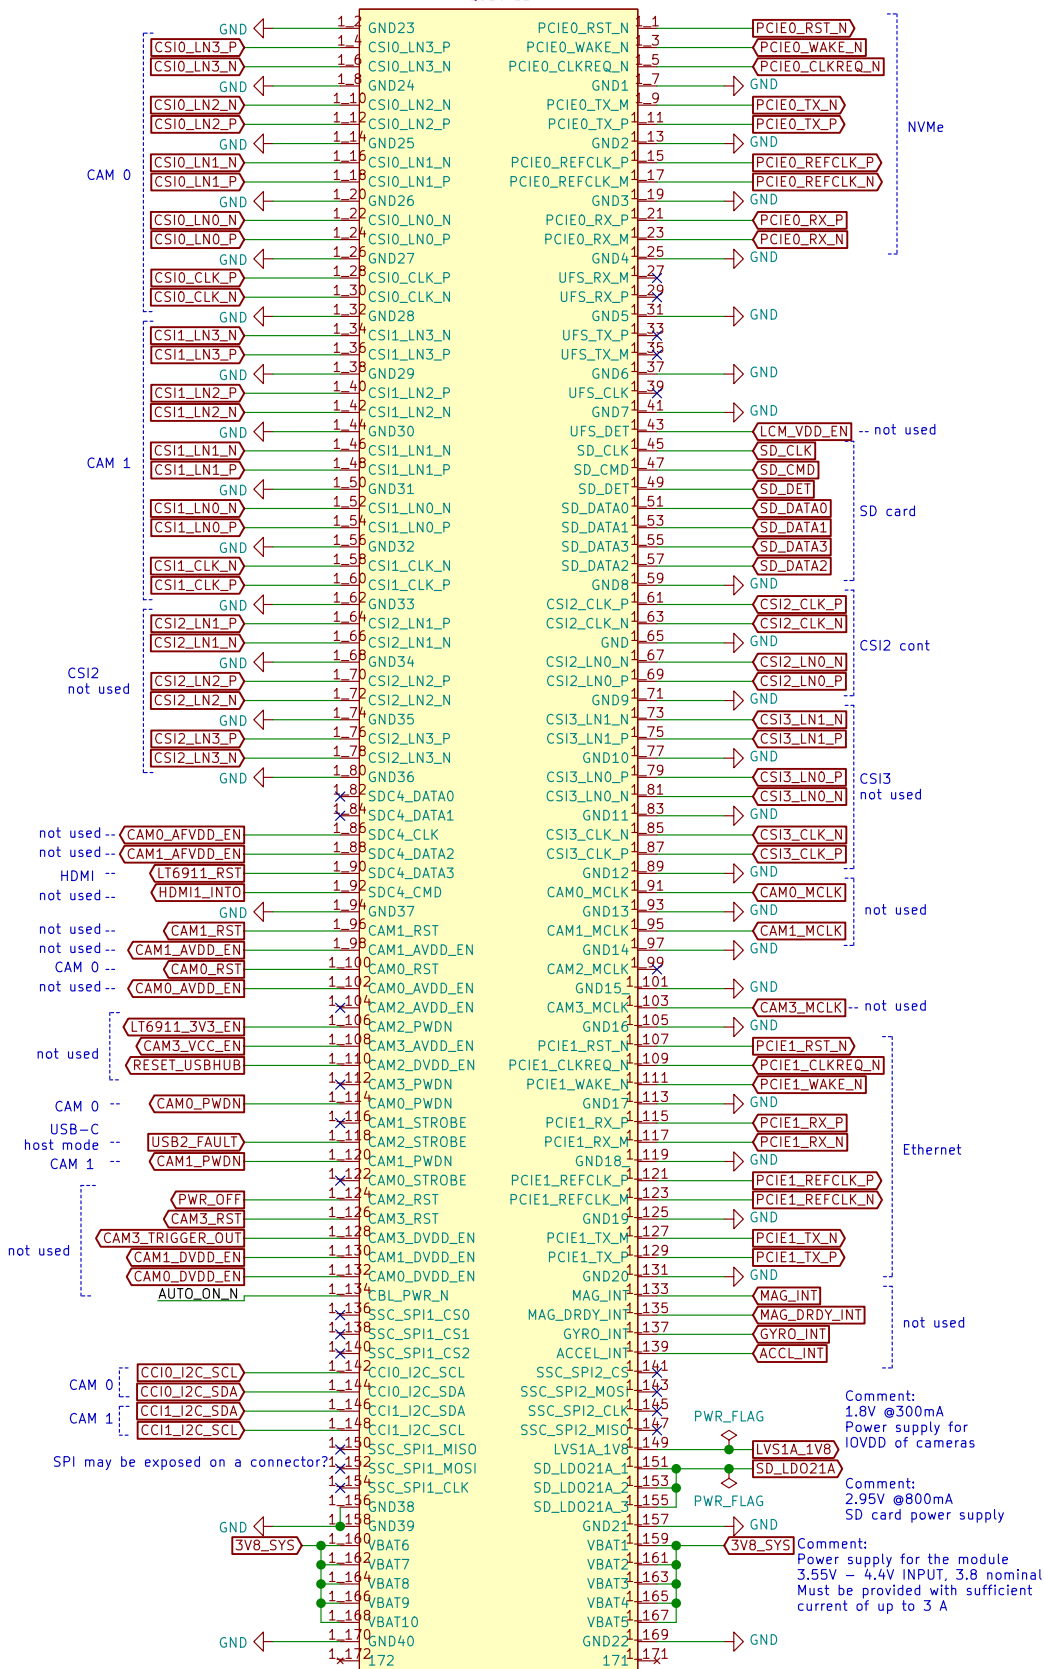 GND 1_2 GND23 PCIE0_RST_N 1_1 PCIE0_RST_N
CSI0_LN3_P 1_4 CSI0_LN3_P PCIE0_WAKE_N 1_3 PCIE0_WAKE_N
CSI0_LN3_N 1_6 CSI0_LN3_N PCIE0_CLKREQ_N 1_5 PCIE0_CLKREQ_N
GND 1_8 GND24 GND1 1_7 GND
CSI0_LN2_N 1_10 CSI0_LN2_N PCIE0_TX_M 1_9 PCIE0_TX_N
CSI0_LN2_P 1_12 CSI0_LN2_P PCIE0_TX_P 1_11 PCIE0_TX_P
NVMe
GND 1_14 GND25 GND2 1_13 GND
CSI0_LN1_N 1_16 CSI0_LN1_N PCIE0_REFCLK_P 1_15 PCIE0_REFCLK_P
CAM 0
CSI0_LN1_P 1_18 CSI0_LN1_P PCIE0_REFCLK_M 1_17 PCIE0_REFCLK_N
GND 1_20 GND26 GND3 1_19 GND
CSI0_LN0_N 1_22 CSI0_LN0_N PCIE0_RX_P 1_21 PCIE0_RX_P
CSI0_LN0_P 1_24 CSI0_LN0_P PCIE0_RX_M 1_23 PCIE0_RX_N
GND 1_26 GND27 GND4 1_25 GND
CSI0_CLK_P 1_28 CSI0_CLK_P UFS_RX_M 1_27
CSI0_CLK_N 1_30 CSI0_CLK_N UFS_RX_P 1_29
GND 1_32 GND28 GND5 1_31 GND
CSI1_LN3_N 1_34 CSI1_LN3_N UFS_TX_P 1_33
CSI1_LN3_P 1_36 CSI1_LN3_P UFS_TX_M 1_35
GND 1_38 GND29 GND6 1_37 GND
CSI1_LN2_P 1_40 CSI1_LN2_P UFS_CLK 1_39
CSI1_LN2_N 1_42 CSI1_LN2_N GND7 1_41 GND
GND 1_44 GND30 UFS_DET 1_43 LCM_VDD_EN -- not used
CSI1_LN1_N 1_46 CSI1_LN1_N SD_CLK 1_45 SD_CLK
CAM 1
CSI1_LN1_P 1_48 CSI1_LN1_P SD_CMD 1_47 SD_CMD
GND 1_50 GND31 SD_DET 1_49 SD_DET
CSI1_LN0_N 1_52 CSI1_LN0_N SD_DATA0 1_51 SD_DATA0
SD card
CSI1_LN0_P 1_54 CSI1_LN0_P SD_DATA1 1_53 SD_DATA1
GND 1_56 GND32 SD_DATA3 1_55 SD_DATA3
CSI1_CLK_N 1_58 CSI1_CLK_N SD_DATA2 1_57 SD_DATA2
CSI1_CLK_P 1_60 CSI1_CLK_P GND8 1_59 GND
GND 1_62 GND33 CSI2_CLK_P 1_61 CSI2_CLK_P
CSI2_LN1_P 1_64 CSI2_LN1_P CSI2_CLK_N 1_63 CSI2_CLK_N
CSI2_LN1_N 1_66 CSI2_LN1_N GND 1_65 GND
CSI2 cont
GND 1_68 GND34 CSI2_LN0_N 1_67 CSI2_LN0_N
CSI2
not used
CSI2_LN2_P 1_70 CSI2_LN2_P CSI2_LN0_P 1_69 CSI2_LN0_P
CSI2_LN2_N 1_72 CSI2_LN2_N GND9 1_71 GND
GND 1_74 GND35 CSI3_LN1_N 1_73 CSI3_LN1_N
CSI2_LN3_P 1_76 CSI2_LN3_P CSI3_LN1_P 1_75 CSI3_LN1_P
CSI2_LN3_N 1_78 CSI2_LN3_N GND10 1_77 GND
GND 1_80 GND36 CSI3_LN0_P 1_79 CSI3_LN0_P
CSI3
not used
1_82 SDC4_DATA0 CSI3_LN0_N 1_81 CSI3_LN0_N
1_84 SDC4_DATA1 GND11 1_83 GND
not used -- CAM0_AFVDD_EN 1_86 SDC4_CLK CSI3_CLK_N 1_85 CSI3_CLK_N
not used -- CAM1_AFVDD_EN 1_88 SDC4_DATA2 CSI3_CLK_P 1_87 CSI3_CLK_P
HDMI -- LT6911_RST 1_90 SDC4_DATA3 GND12 1_89 GND
not used -- HDMI1_INTO 1_92 SDC4_CMD CAM0_MCLK 1_91 CAM0_MCLK
GND 1_94 GND37 GND13 1_93 GND
not used
not used -- CAM1_RST 1_96 CAM1_RST CAM1_MCLK 1_95 CAM1_MCLK
not used -- CAM1_AVDD_EN 1_98 CAM1_AVDD_EN GND14 1_97 GND
CAM 0 -- CAM0_RST 1_100 CAM0_RST CAM2_MCLK 1_99
not used -- CAM0_AVDD_EN 1_102 CAM0_AVDD_EN GND15_ 1_101 GND
1_104 CAM2_AVDD_EN CAM3_MCLK 1_103 CAM3_MCLK -- not used
LT6911_3V3_EN 1_106 CAM2_PWDN GND16 1_105 GND
CAM3_VCC_EN 1_108 CAM3_AVDD_EN PCIE1_RST_N 1_107 PCIE1_RST_N
not used
RESET_USBHUB 1_110 CAM2_DVDD_EN PCIE1_CLKREQ_N 1_109 PCIE1_CLKREQ_N
1_112 CAM3_PWDN PCIE1_WAKE_N 1_111 PCIE1_WAKE_N
CAM 0 -- CAM0_PWDN 1_114 CAM0_PWDN GND17 1_113 GND
1_116 CAM1_STROBE PCIE1_RX_P 1_115 PCIE1_RX_P
USB-C
host mode -- USB2_FAULT 1_118 CAM2_STROBE PCIE1_RX_M 1_117 PCIE1_RX_N
Ethernet
CAM 1 -- CAM1_PWDN 1_120 CAM1_PWDN GND18_ 1_119 GND
1_122 CAM0_STROBE PCIE1_REFCLK_P 1_121 PCIE1_REFCLK_P
PWR_OFF 1_124 CAM2_RST PCIE1_REFCLK_M 1_123 PCIE1_REFCLK_N
CAM3_RST 1_126 CAM3_RST GND19 1_125 GND
CAM3_TRIGGER_OUT 1_128 CAM3_DVDD_EN PCIE1_TX_M 1_127 PCIE1_TX_N
not used
CAM1_DVDD_EN 1_130 CAM1_DVDD_EN PCIE1_TX_P 1_129 PCIE1_TX_P
CAM0_DVDD_EN 1_132 CAM0_DVDD_EN GND20 1_131 GND
AUTO_ON_N 1_134 CBL_PWR_N MAG_INT 1_133 MAG_INT
1_136 SSC_SPI1_CS0 MAG_DRDY_INT 1_135 MAG_DRDY_INT
not used
1_138 SSC_SPI1_CS1 GYRO_INT 1_137 GYRO_INT
1_140 SSC_SPI1_CS2 ACCEL_INT 1_139 ACCL_INT
CCI0_I2C_SCL 1_142 CCI0_I2C_SCL SSC_SPI2_CS 1_141
CAM 0
CCI0_I2C_SDA 1_144 CCI0_I2C_SDA SSC_SPI2_MOSI 1_143
CCI1_I2C_SDA 1_146 CCI1_I2C_SDA SSC_SPI2_CLK 1_145
CAM 1
CCI1_I2C_SCL 1_148 CCI1_I2C_SCL SSC_SPI2_MISO 1_147
PWR_FLAG
Comment:
1.8V @300mA
Power supply for
IOVDD of cameras
1_150 SSC_SPI1_MISO LVS1A_1V8 1_149 LVS1A_1V8
SPI may be exposed on a connector?
1_152 SSC_SPI1_MOSI SD_LDO21A_1 1_151 SD_LDO21A
1_154 SSC_SPI1_CLK SD_LDO21A_2 1_153
PWR_FLAG
Comment:
2.95V @800mA
SD card power supply
1_156 GND38 SD_LDO21A_3 1_155
GND 1_158 GND39 GND21 1_157 GND
3V8_SYS 1_160 VBAT6 VBAT1 1_159 3V8_SYS
Comment:
Power supply for the module
3.55V - 4.4V INPUT, 3.8 nominal
Must be provided with sufficient
current of up to 3 A
1_162 VBAT7 VBAT2 1_161
1_164 VBAT8 VBAT3 1_163
1_166 VBAT9 VBAT4 1_165
1_168 VBAT10 VBAT5 1_167
GND 1_170 GND40 GND22 1_169 GND
1_172 172 171 1_171